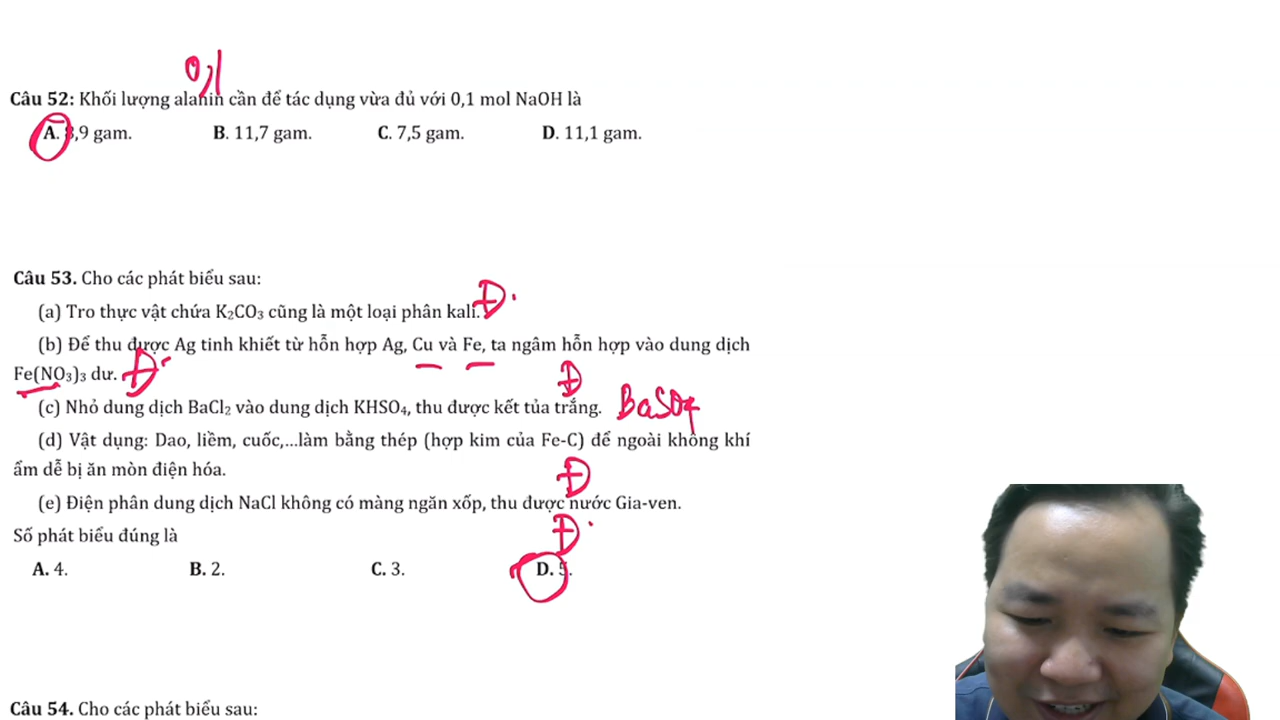 0,1
Câu 52: Khối lượng alanin cần để tác dụng vừa đủ với 0,1 mol NaOH là
A. 8,9 gam. B. 11,7 gam. C. 7,5 gam. D. 11,1 gam.
Câu 53. Cho các phát biểu sau:
(a) Tro thực vật chứa K₂CO₃ cũng là một loại phân kali. Đ
(b) Để thu được Ag tinh khiết từ hỗn hợp Ag, Cu và Fe, ta ngâm hỗn hợp vào dung dịch
Fe(NO₃)₃ dư. Đ
(c) Nhỏ dung dịch BaCl₂ vào dung dịch KHSO₄, thu được kết tủa trắng. Đ BaSO4
(d) Vật dụng: Dao, liềm, cuốc,...làm bằng thép (hợp kim của Fe-C) để ngoài không khí
ẩm dễ bị ăn mòn điện hóa. Đ
(e) Điện phân dung dịch NaCl không có màng ngăn xốp, thu được nước Gia-ven. Đ
Số phát biểu đúng là
A. 4. B. 2. C. 3. D. 5.
Câu 54. Cho các phát biểu sau: